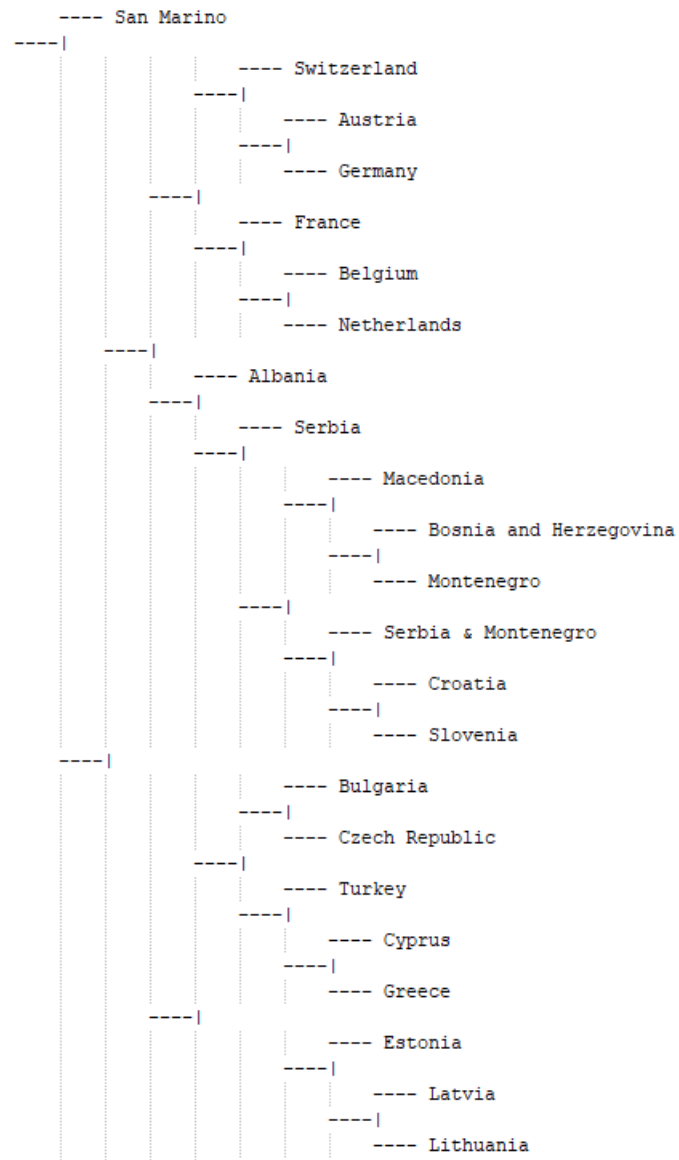 ---- San Marino
----|
---- Switzerland
----|
---- Austria
----|
---- Germany
----|
---- France
----|
---- Belgium
----|
---- Netherlands
----|
---- Albania
----|
---- Serbia
----|
---- Macedonia
----|
---- Bosnia and Herzegovina
----|
---- Montenegro
----|
---- Serbia & Montenegro
----|
---- Croatia
----|
---- Slovenia
----|
---- Bulgaria
----|
---- Czech Republic
----|
---- Turkey
----|
---- Cyprus
----|
---- Greece
----|
---- Estonia
----|
---- Latvia
----|
---- Lithuania